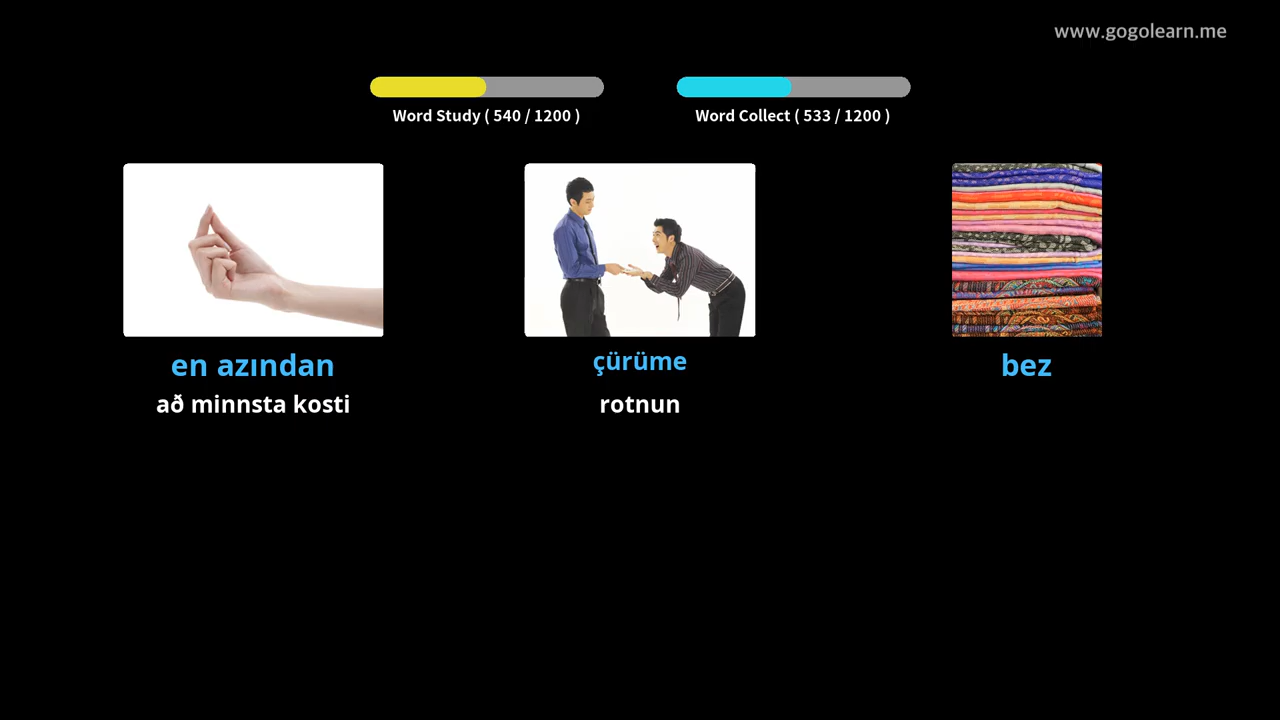 www.gogolearn.me
Word Study ( 540 / 1200 )
Word Collect ( 533 / 1200 )
en azından
çürüme
bez
að minnsta kosti
rotnun